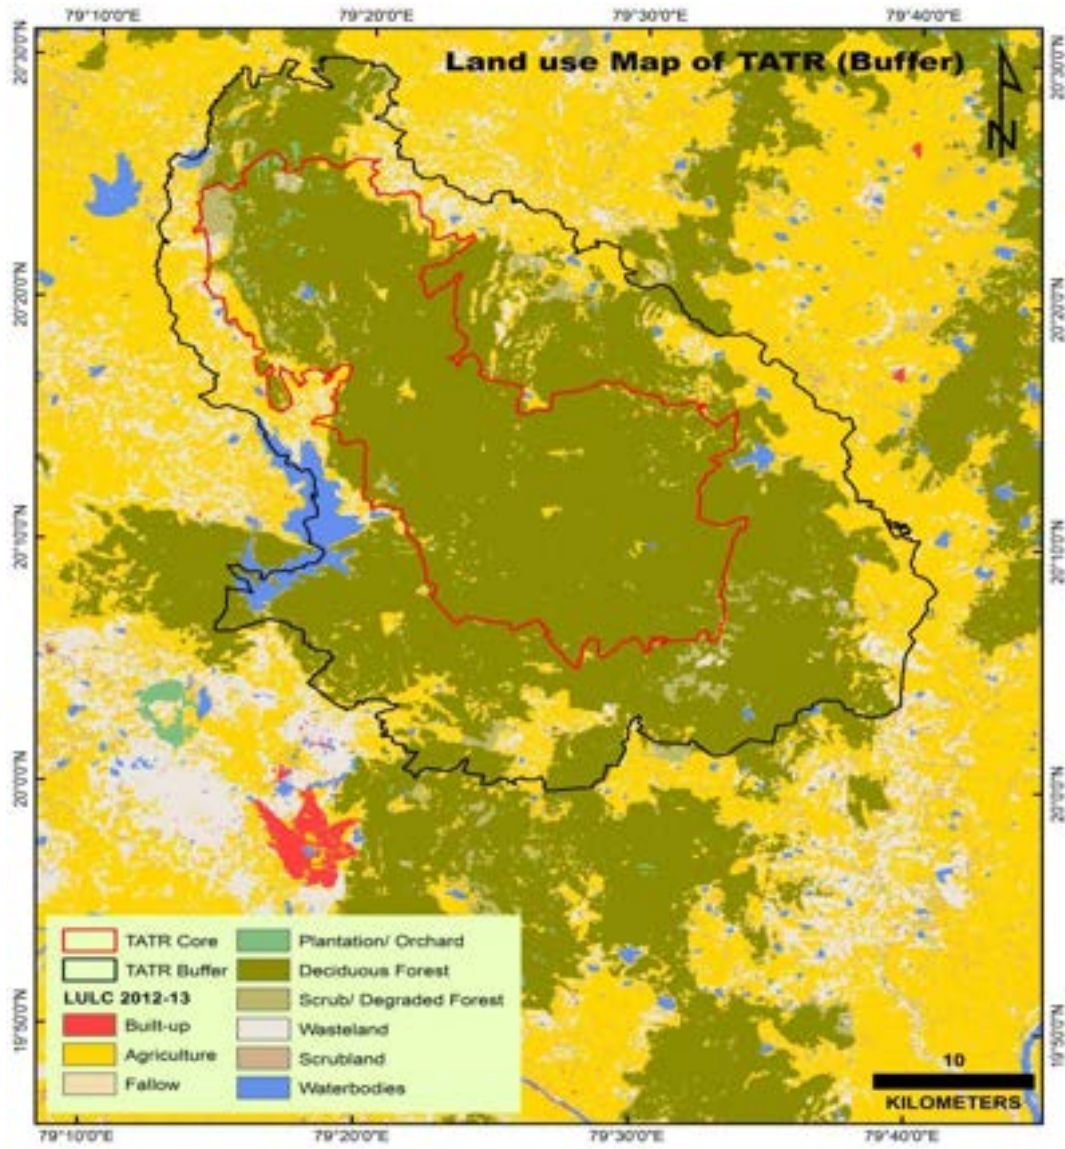 79°10'0"E 79°20'0"E 79°30'0"E 79°40'0"E
Land use Map of TATR (Buffer)
N
20°30'0"N 20°30'0"N
20°20'0"N 20°20'0"N
20°10'0"N 20°10'0"N
20°0'0"N 20°0'0"N
19°50'0"N 19°50'0"N
TATR Core
TATR Buffer
LULC 2012-13
Built-up
Agriculture
Fallow
Plantation/ Orchard
Deciduous Forest
Scrub/ Degraded Forest
Wasteland
Scrubland
Waterbodies
10
KILOMETERS
79°10'0"E 79°20'0"E 79°30'0"E 79°40'0"E